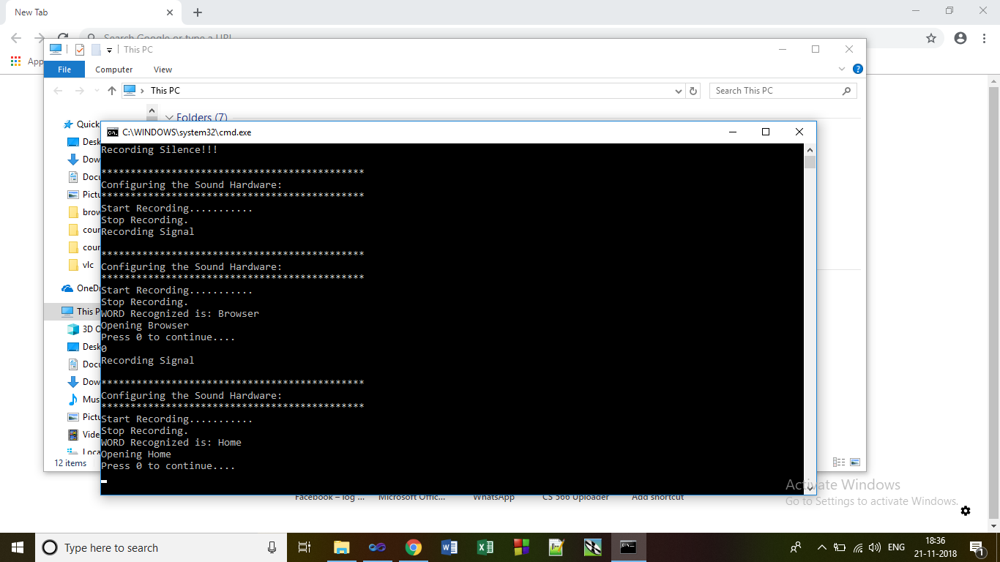 New Tab
Search Google or type a URL
App
This PC
File Computer View
This PC
Search This PC
Folders (7)
Quick
Desk
Dow
Docu
Pictu
brow
cour
cour
vlc
OneD
This P
3D O
Desk
Docu
Dow
Mus
Pictu
Vide
Loca
12 items
C:\WINDOWS\system32\cmd.exe
Recording Silence!!!
*********************************************
Configuring the Sound Hardware:
*********************************************
Start Recording...........
Stop Recording.
Recording Signal
*********************************************
Configuring the Sound Hardware:
*********************************************
Start Recording...........
Stop Recording.
WORD Recognized is: Browser
Opening Browser
Press 0 to continue....
0
Recording Signal
*********************************************
Configuring the Sound Hardware:
*********************************************
Start Recording...........
Stop Recording.
WORD Recognized is: Home
Opening Home
Press 0 to continue....
Facebook – log ... Microsoft Offic... WhatsApp CS 566 Uploader Add shortcut
Activate Windows
Go to Settings to activate Windows.
Type here to search
ENG
18:36
21-11-2018
1